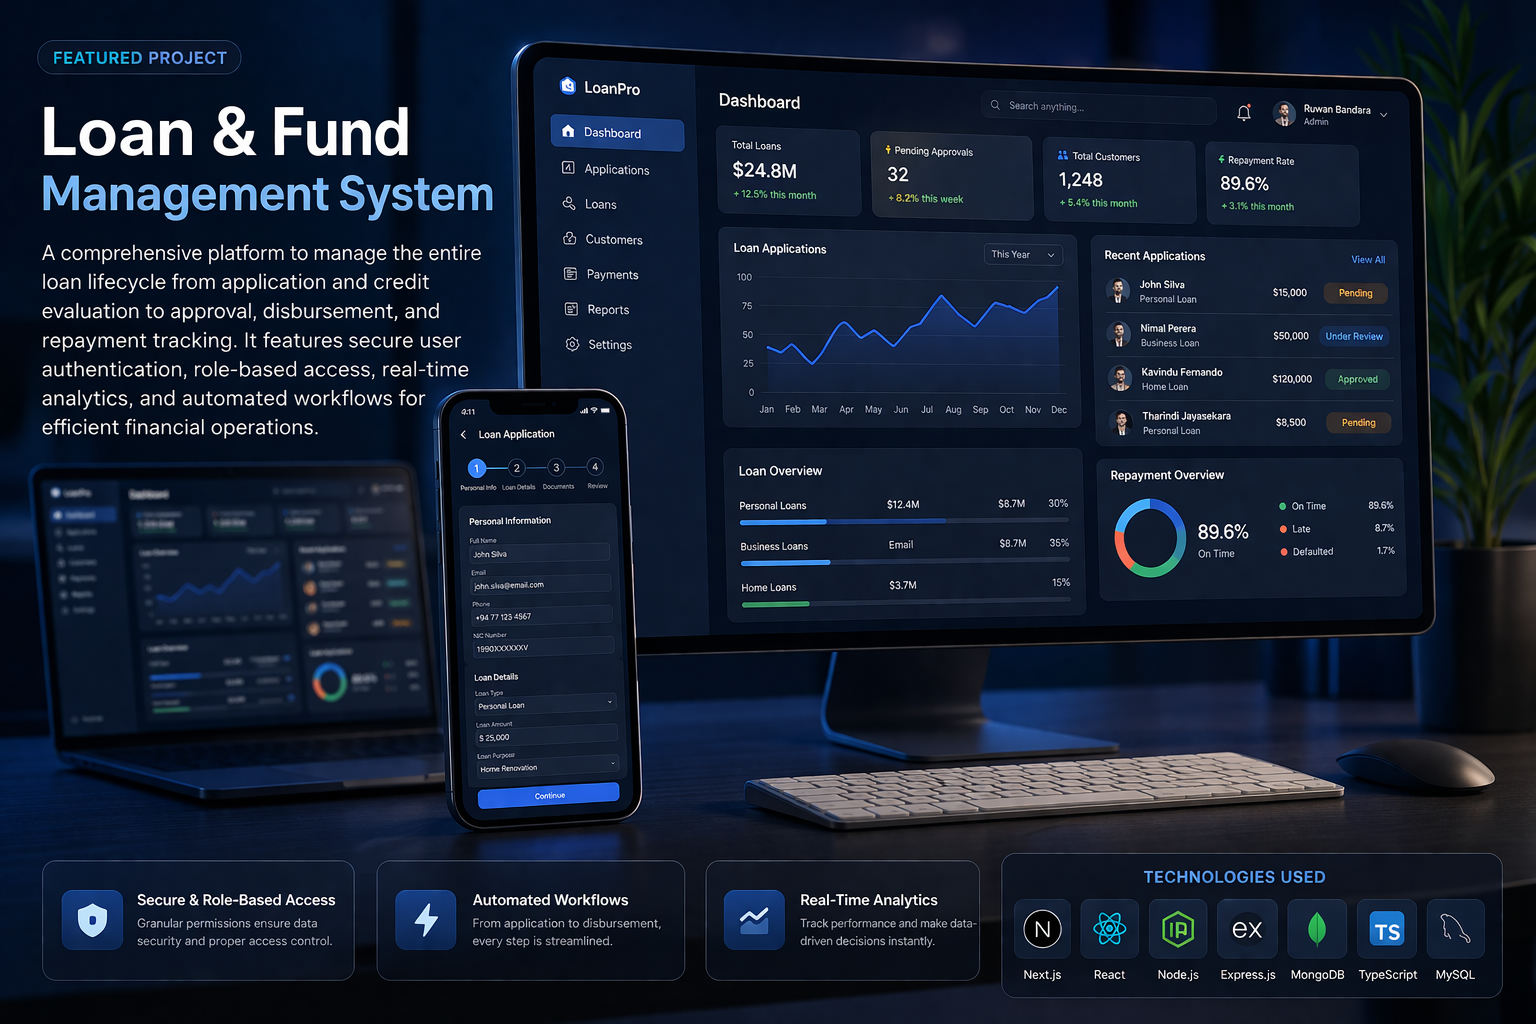 FEATURED PROJECT
Loan & Fund
Management System
A comprehensive platform to manage the entire
loan lifecycle from application and credit
evaluation to approval, disbursement, and
repayment tracking. It features secure user
authentication, role-based access, real-time
analytics, and automated workflows for
efficient financial operations.
LoanPro
Dashboard
Applications
Loans
Customers
Payments
Reports
Settings
Dashboard
Search anything...
Ruwan Bandara
Admin
Total Loans
$24.8M
+ 12.5% this month
Pending Approvals
32
+ 8.2% this week
Total Customers
1,248
+ 5.4% this month
Repayment Rate
89.6%
+ 3.1% this month
Loan Applications
This Year
100
75
50
25
0
Jan Feb Mar Apr May Jun Jul Aug Sep Oct Nov Dec
Recent Applications
View All
John Silva
Personal Loan
$15,000
Pending
Nimal Perera
Business Loan
$50,000
Under Review
Kavindu Fernando
Home Loan
$120,000
Approved
Tharindi Jayasekara
Personal Loan
$8,500
Pending
Loan Overview
Personal Loans $12.4M $8.7M 30%
Business Loans Email $8.7M 35%
Home Loans $3.7M 15%
Repayment Overview
89.6%
On Time
On Time 89.6%
Late 8.7%
Defaulted 1.7%
4:11
Loan Application
1 2 3 4
Personal Info Loan Details Documents Review
Personal Information
Full Name
John Silva
Email
john.silva@email.com
Phone
+94 77 123 4567
NIC Number
1990XXXXXXV
Loan Details
Loan Type
Personal Loan
Loan Amount
$ 25,000
Loan Purpose
Home Renovation
Continue
LoanPro
Dashboard
Secure & Role-Based Access
Granular permissions ensure data
security and proper access control.
Automated Workflows
From application to disbursement,
every step is streamlined.
Real-Time Analytics
Track performance and make data-
driven decisions instantly.
TECHNOLOGIES USED
N
ex
TS
Next.js
React
Node.js
Express.js
MongoDB
TypeScript
MySQL